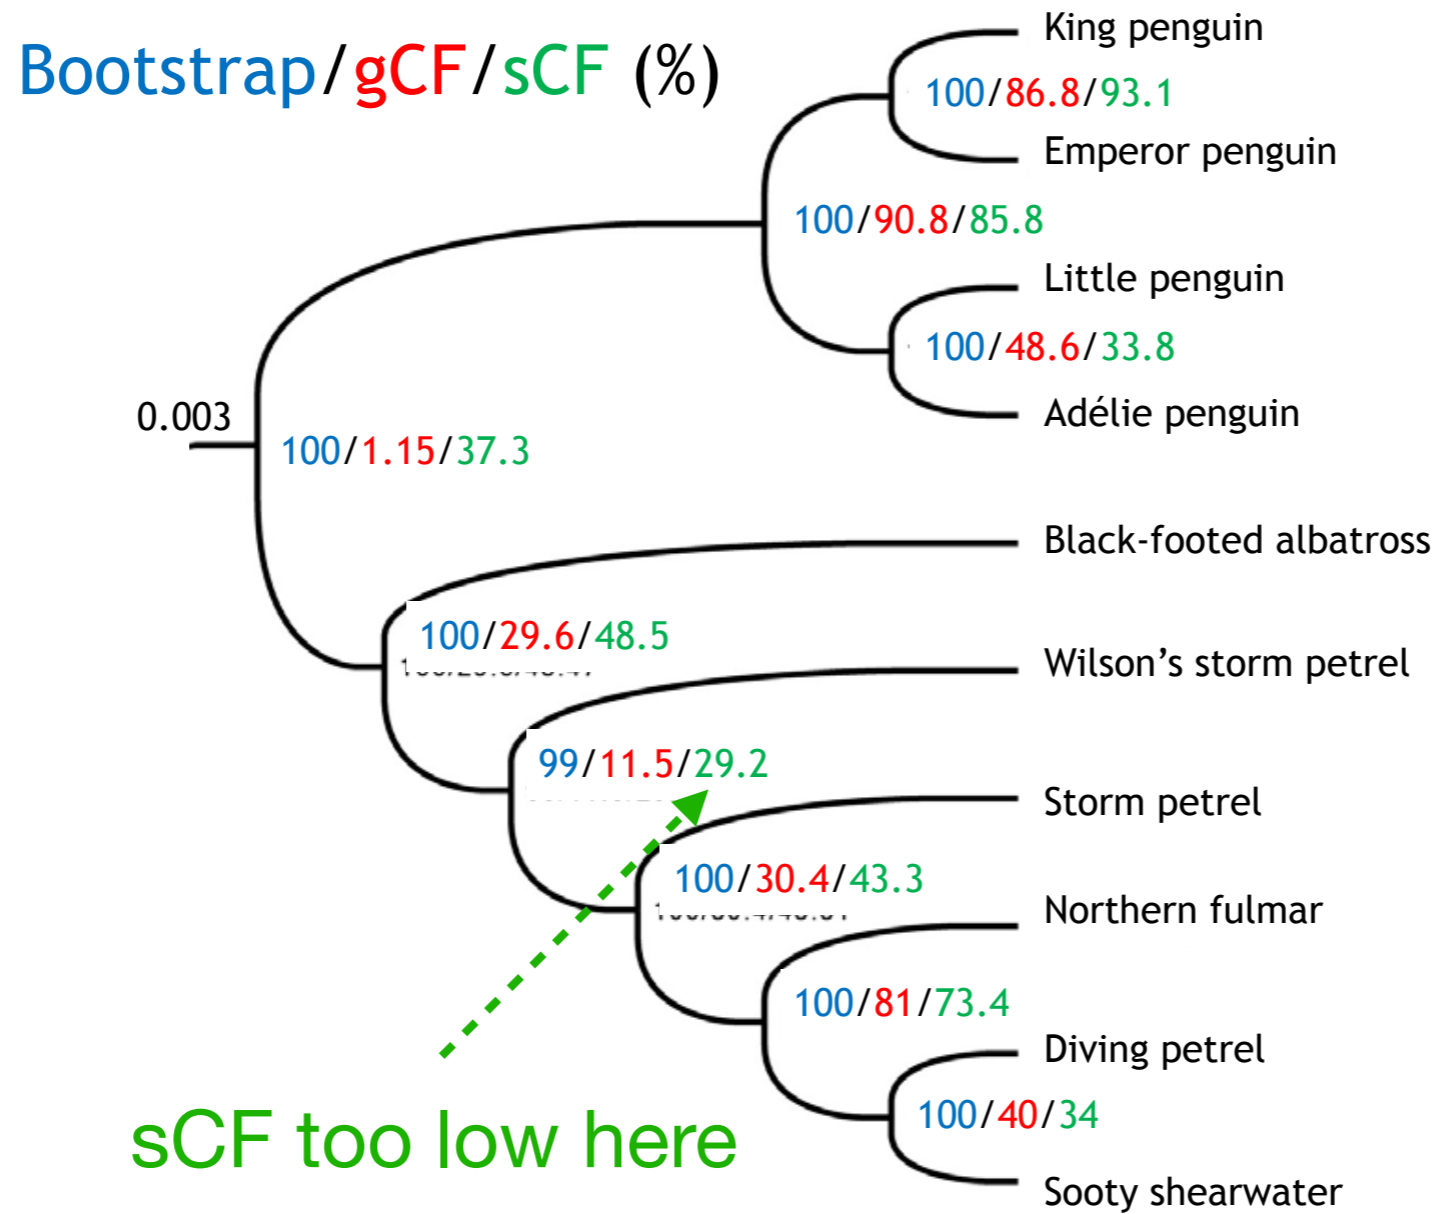 King penguin
Bootstrap/gCF/sCF (%)
100/86.8/93.1
Emperor penguin
100/90.8/85.8
Little penguin
100/48.6/33.8
Adélie penguin
0.003
100/1.15/37.3
Black-footed albatross
100/29.6/48.5
Wilson’s storm petrel
99/11.5/29.2
Storm petrel
100/30.4/43.3
Northern fulmar
100/81/73.4
Diving petrel
100/40/34
sCF too low here
Sooty shearwater